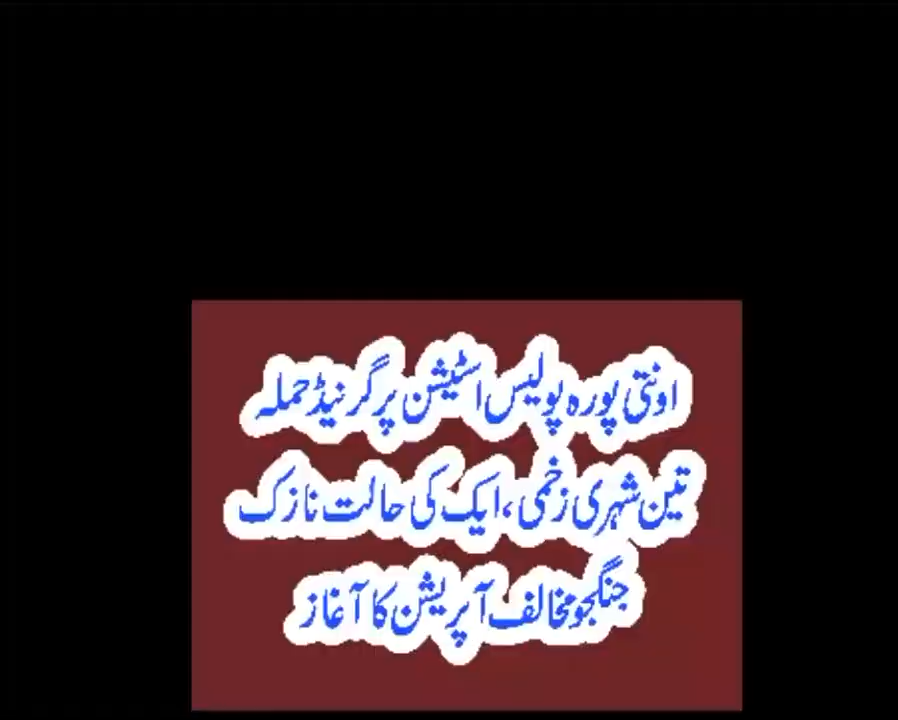 اونتی پورہ پولیس اسٹیشن پر گرنیڈ حملہ
تین شہری زخمی ،ایک کی حالت نازک
جنگجو مخالف آپریشن کا آغاز